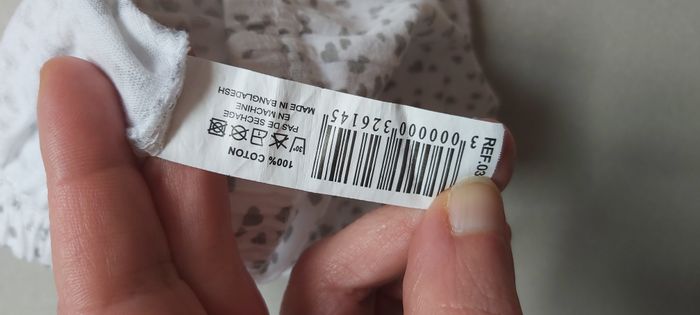 REF.03
3 000000 326145
100% COTON
30°
PAS DE SECHAGE
EN MACHINE
MADE IN BANGLADESH